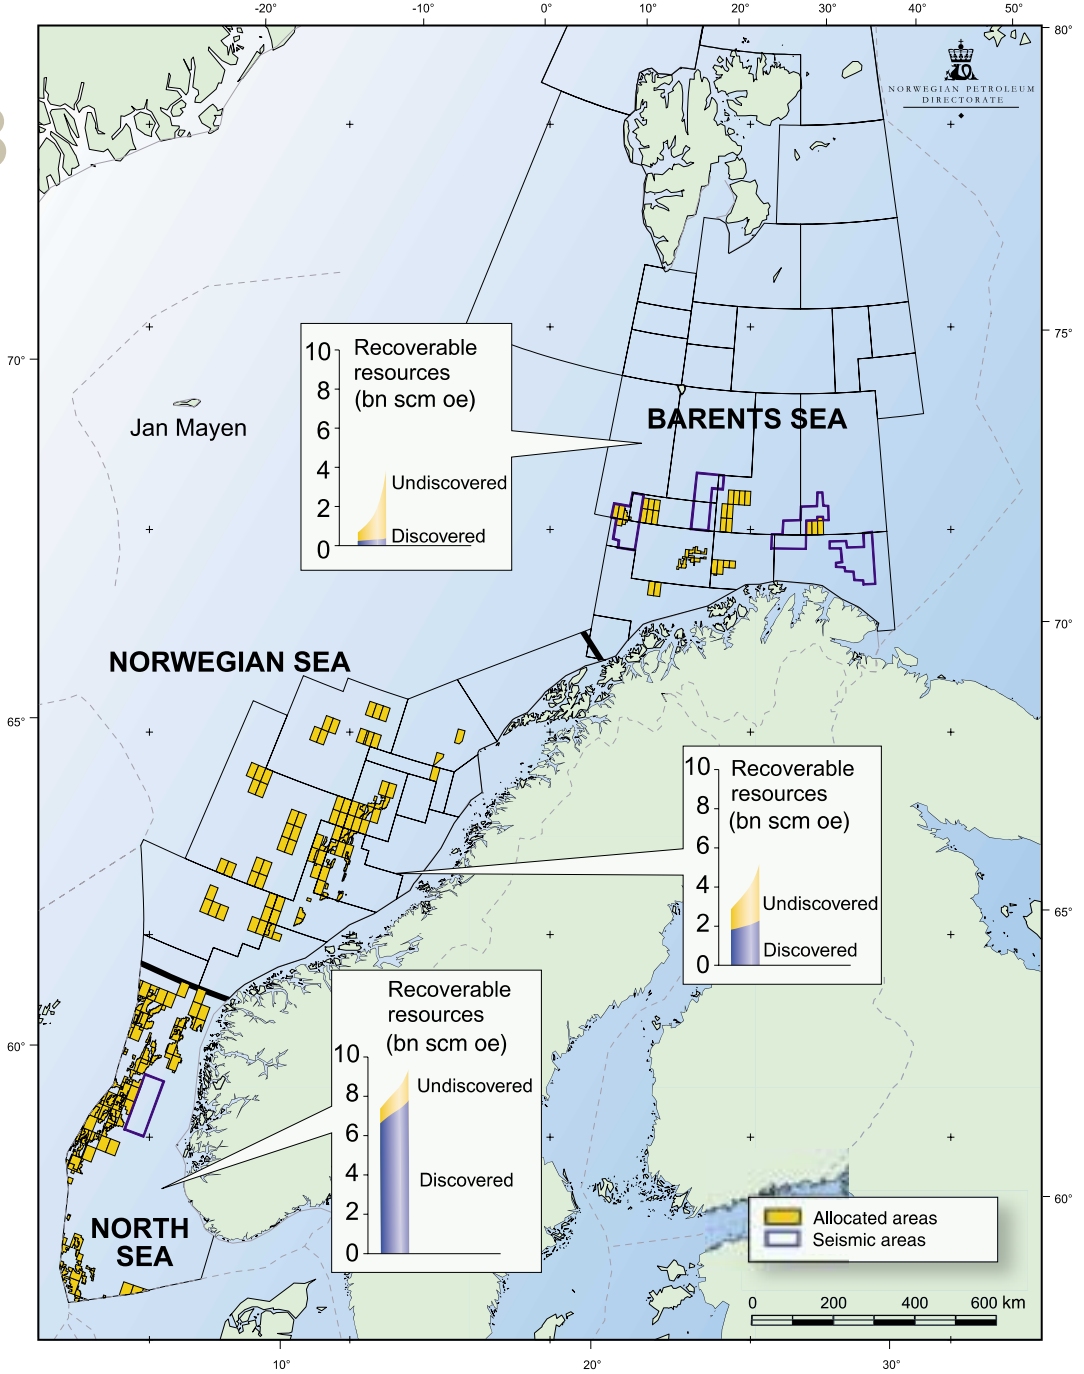 -20° -10° 0° 10° 20° 30° 40° 50°
80°
NORWEGIAN PETROLEUM
DIRECTORATE
75°
70°
Recoverable
resources
(bn scm oe)
10
8
6
4
2
0
Undiscovered
Discovered
Jan Mayen
BARENTS SEA
70°
NORWEGIAN SEA
65°
Recoverable
resources
(bn scm oe)
10
8
6
4
2
0
Undiscovered
Discovered
65°
Recoverable
resources
(bn scm oe)
10
8
6
4
2
0
Undiscovered
Discovered
60°
60°
NORTH
SEA
Allocated areas
Seismic areas
0 200 400 600 km
10° 20° 30°